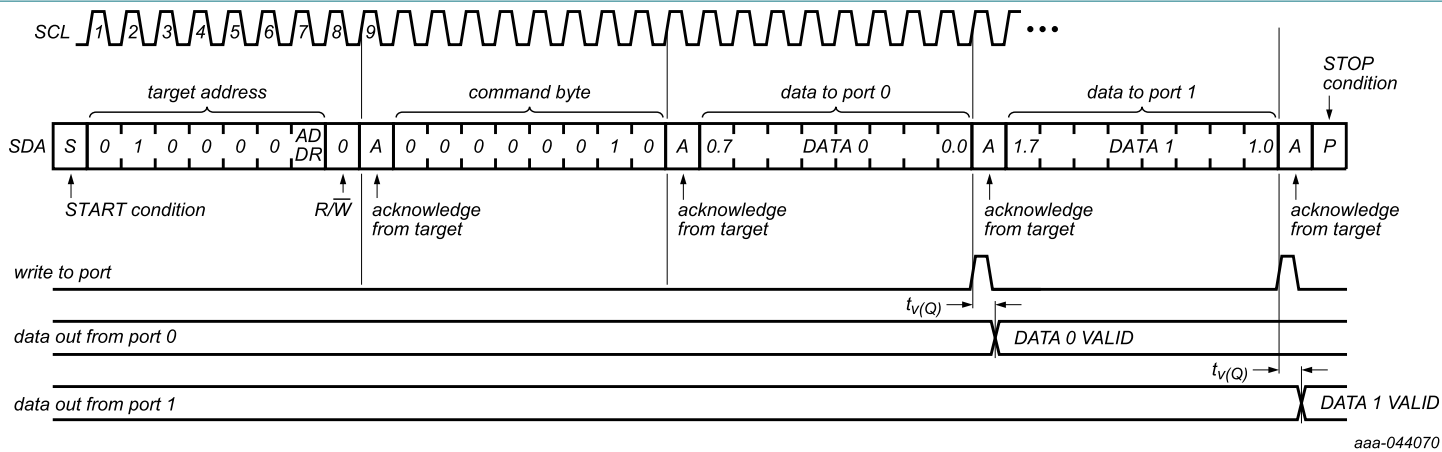 SCL 1 2 3 4 5 6 7 8 9 •••
STOP
condition
target address command byte data to port 0 data to port 1
SDA S 0 1 0 0 0 0 AD DR 0 A 0 0 0 0 0 0 1 0 A 0.7 DATA 0 0.0 A 1.7 DATA 1 1.0 A P
START condition R/W̅ acknowledge from target acknowledge from target acknowledge from target acknowledge from target
write to port
tv(Q)
data out from port 0 DATA 0 VALID
tv(Q)
data out from port 1 DATA 1 VALID
aaa-044070